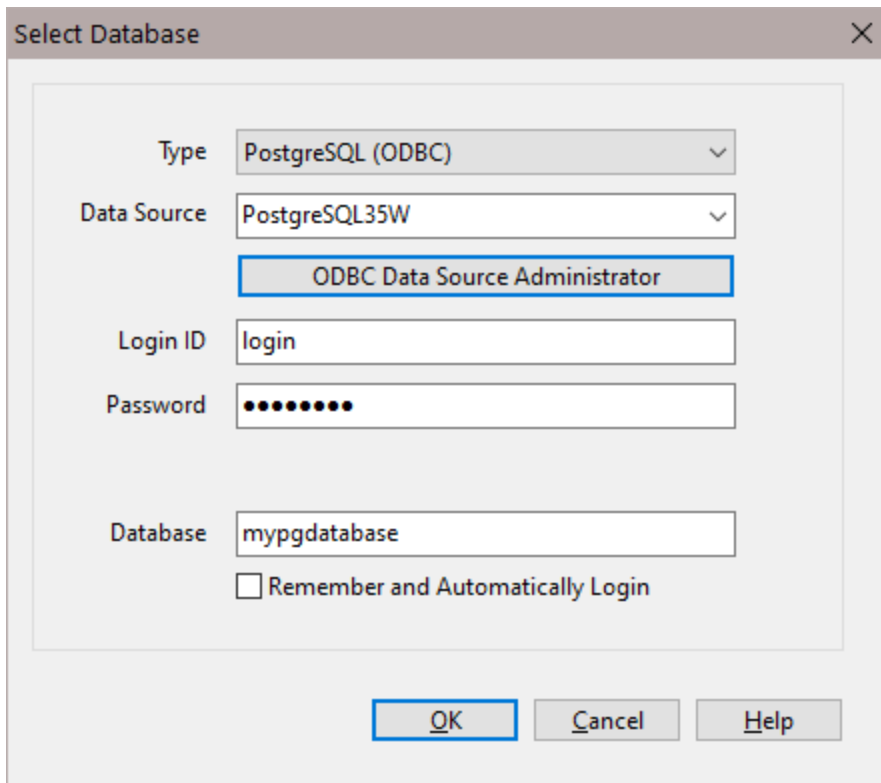 Select Database
Type PostgreSQL (ODBC)
Data Source PostgreSQL35W
ODBC Data Source Administrator
Login ID login
Password ●●●●●●●●
Database mypgdatabase
Remember and Automatically Login
OK Cancel Help